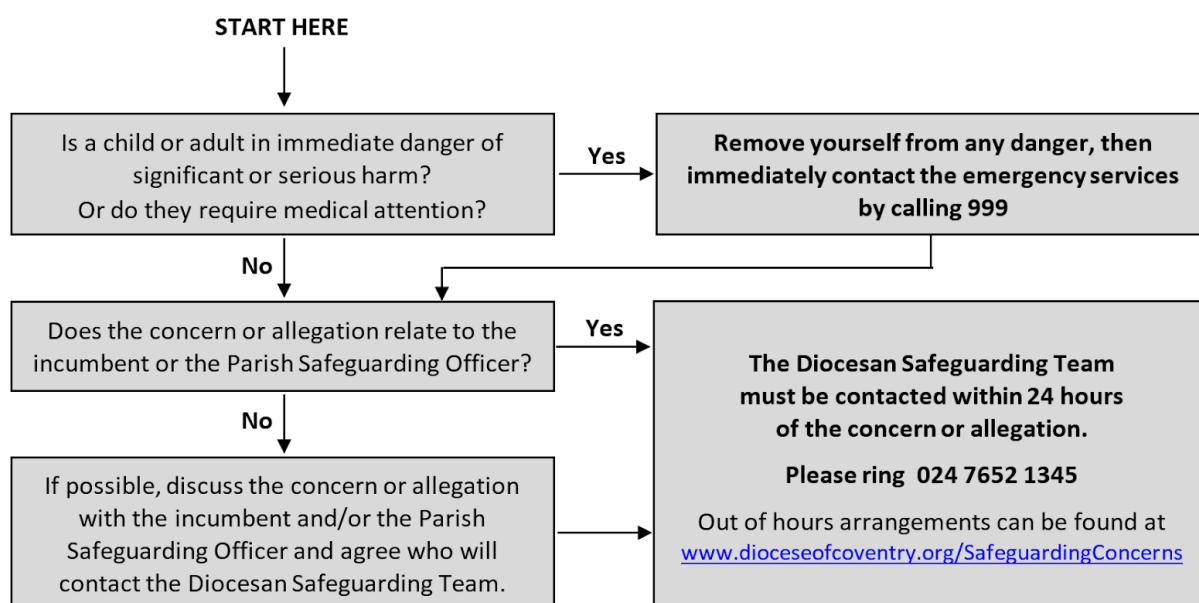 START HERE
Is a child or adult in immediate danger of
significant or serious harm?
Or do they require medical attention?
Yes
Remove yourself from any danger, then
immediately contact the emergency services
by calling 999
No
Does the concern or allegation relate to the
incumbent or the Parish Safeguarding Officer?
Yes
The Diocesan Safeguarding Team
must be contacted within 24 hours
of the concern or allegation.
Please ring 024 7652 1345
Out of hours arrangements can be found at
www.dioceseofcoventry.org/SafeguardingConcerns
No
If possible, discuss the concern or allegation
with the incumbent and/or the Parish
Safeguarding Officer and agree who will
contact the Diocesan Safeguarding Team.